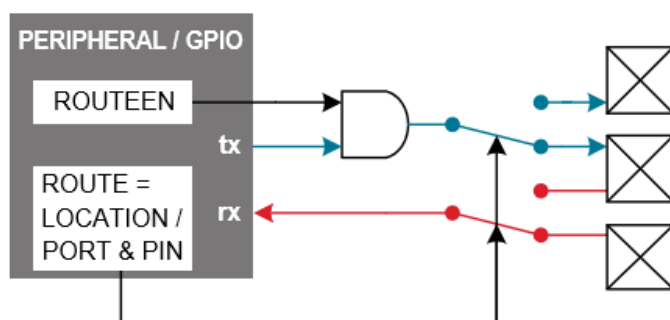 PERIPHERAL / GPIO
ROUTEEN
tx
ROUTE =
LOCATION /
PORT & PIN
rx